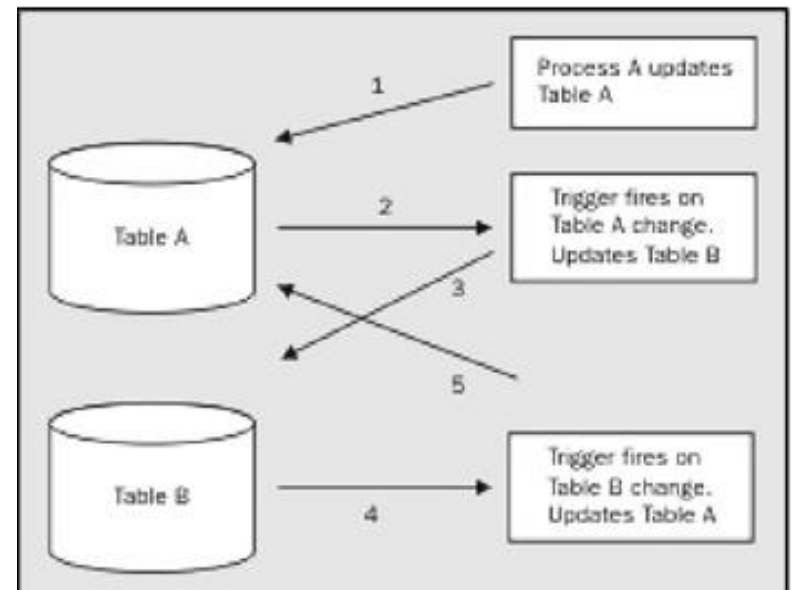 Process A updates
Table A
1
Table A
2
Trigger fires on
Table A change.
Updates Table B
3
5
Table B
4
Trigger fires on
Table B change.
Updates Table A